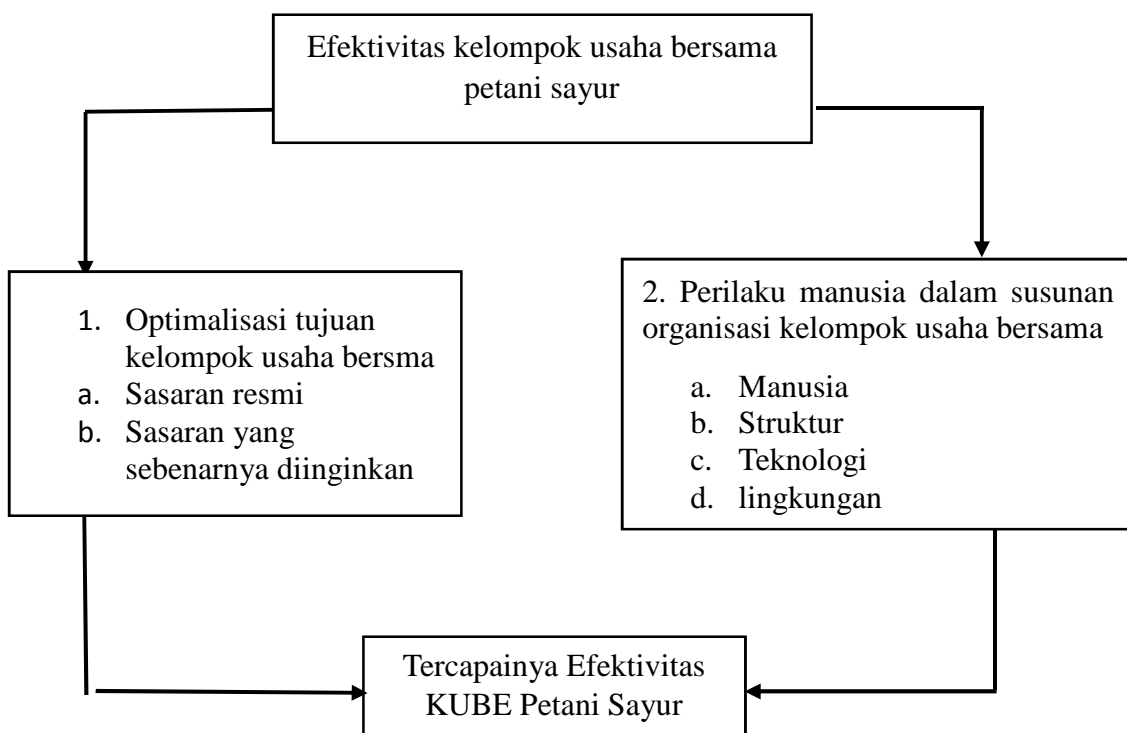 Efektivitas kelompok usaha bersama
petani sayur
1. Optimalisasi tujuan
kelompok usaha bersma
a. Sasaran resmi
b. Sasaran yang
sebenarnya diinginkan
2. Perilaku manusia dalam susunan
organisasi kelompok usaha bersama
a. Manusia
b. Struktur
c. Teknologi
d. lingkungan
Tercapainya Efektivitas
KUBE Petani Sayur